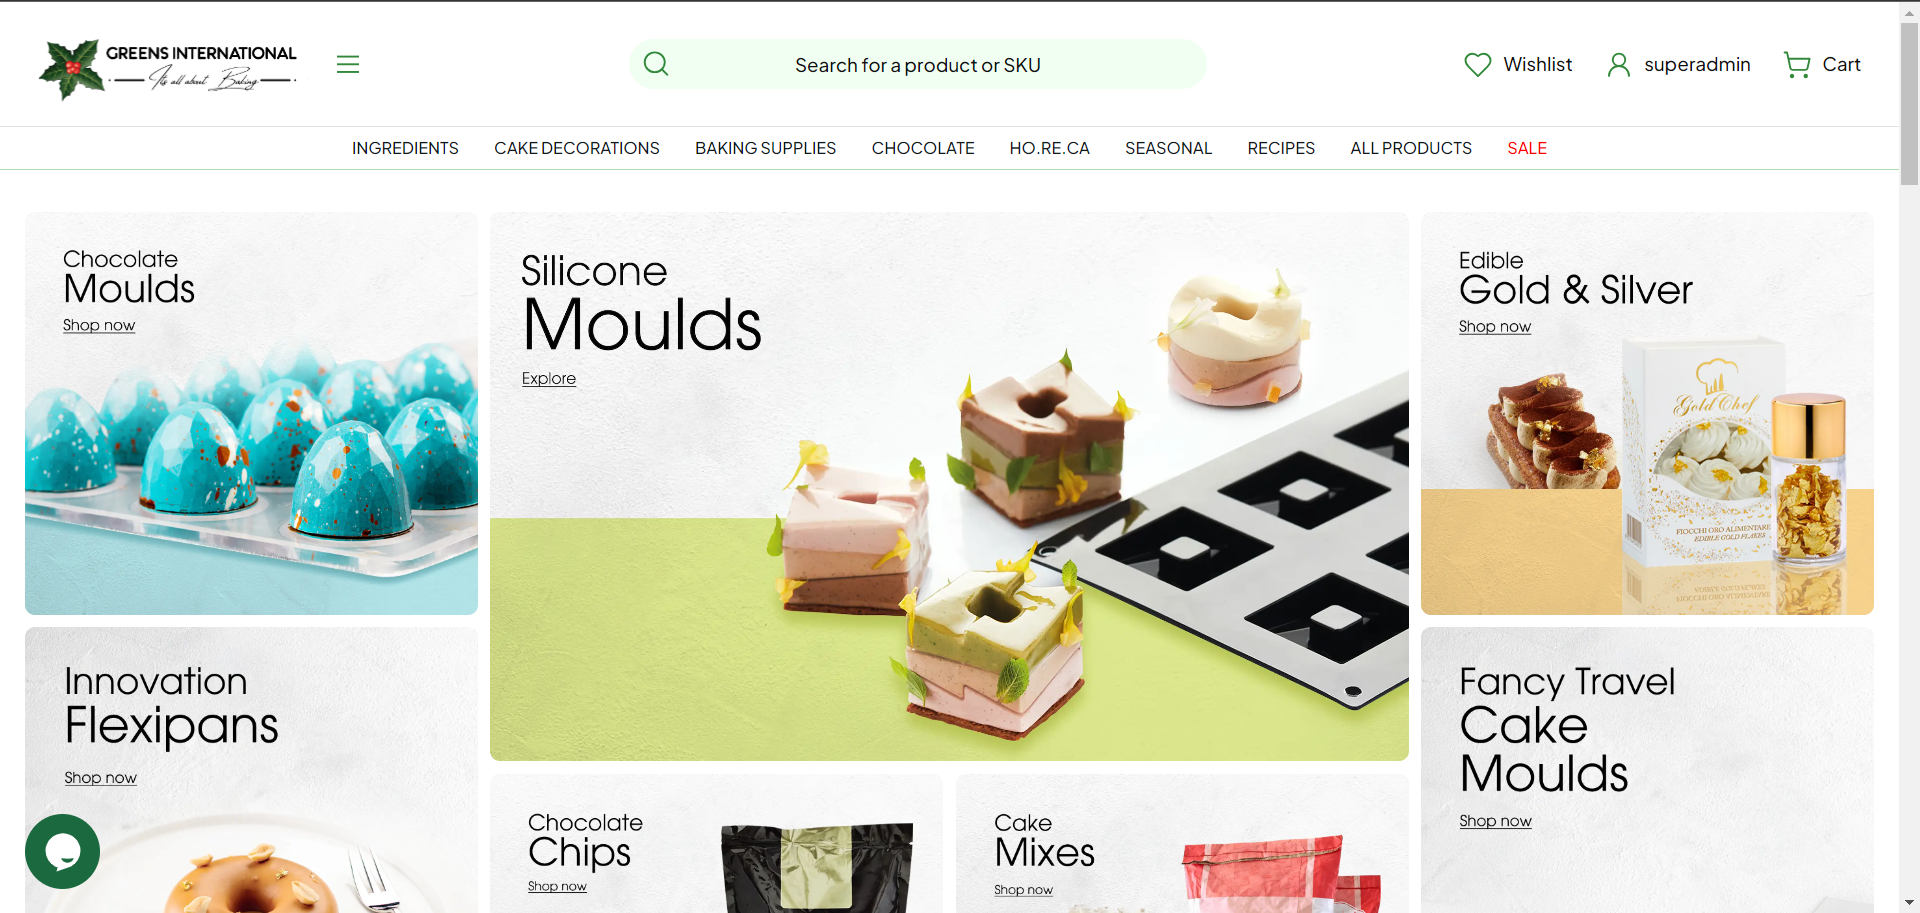 GREENS INTERNATIONAL
It's all about Baking
Search for a product or SKU
Wishlist
superadmin
Cart
INGREDIENTS
CAKE DECORATIONS
BAKING SUPPLIES
CHOCOLATE
HO.RE.CA
SEASONAL
RECIPES
ALL PRODUCTS
SALE
Chocolate
Moulds
Shop now
Silicone
Moulds
Explore
Edible
Gold & Silver
Shop now
Gold Chef
FIOCCHI ORO ALIMENTARE
EDIBLE GOLD FLAKES
Innovation
Flexipans
Shop now
Chocolate
Chips
Shop now
Cake
Mixes
Shop now
Fancy Travel
Cake
Moulds
Shop now